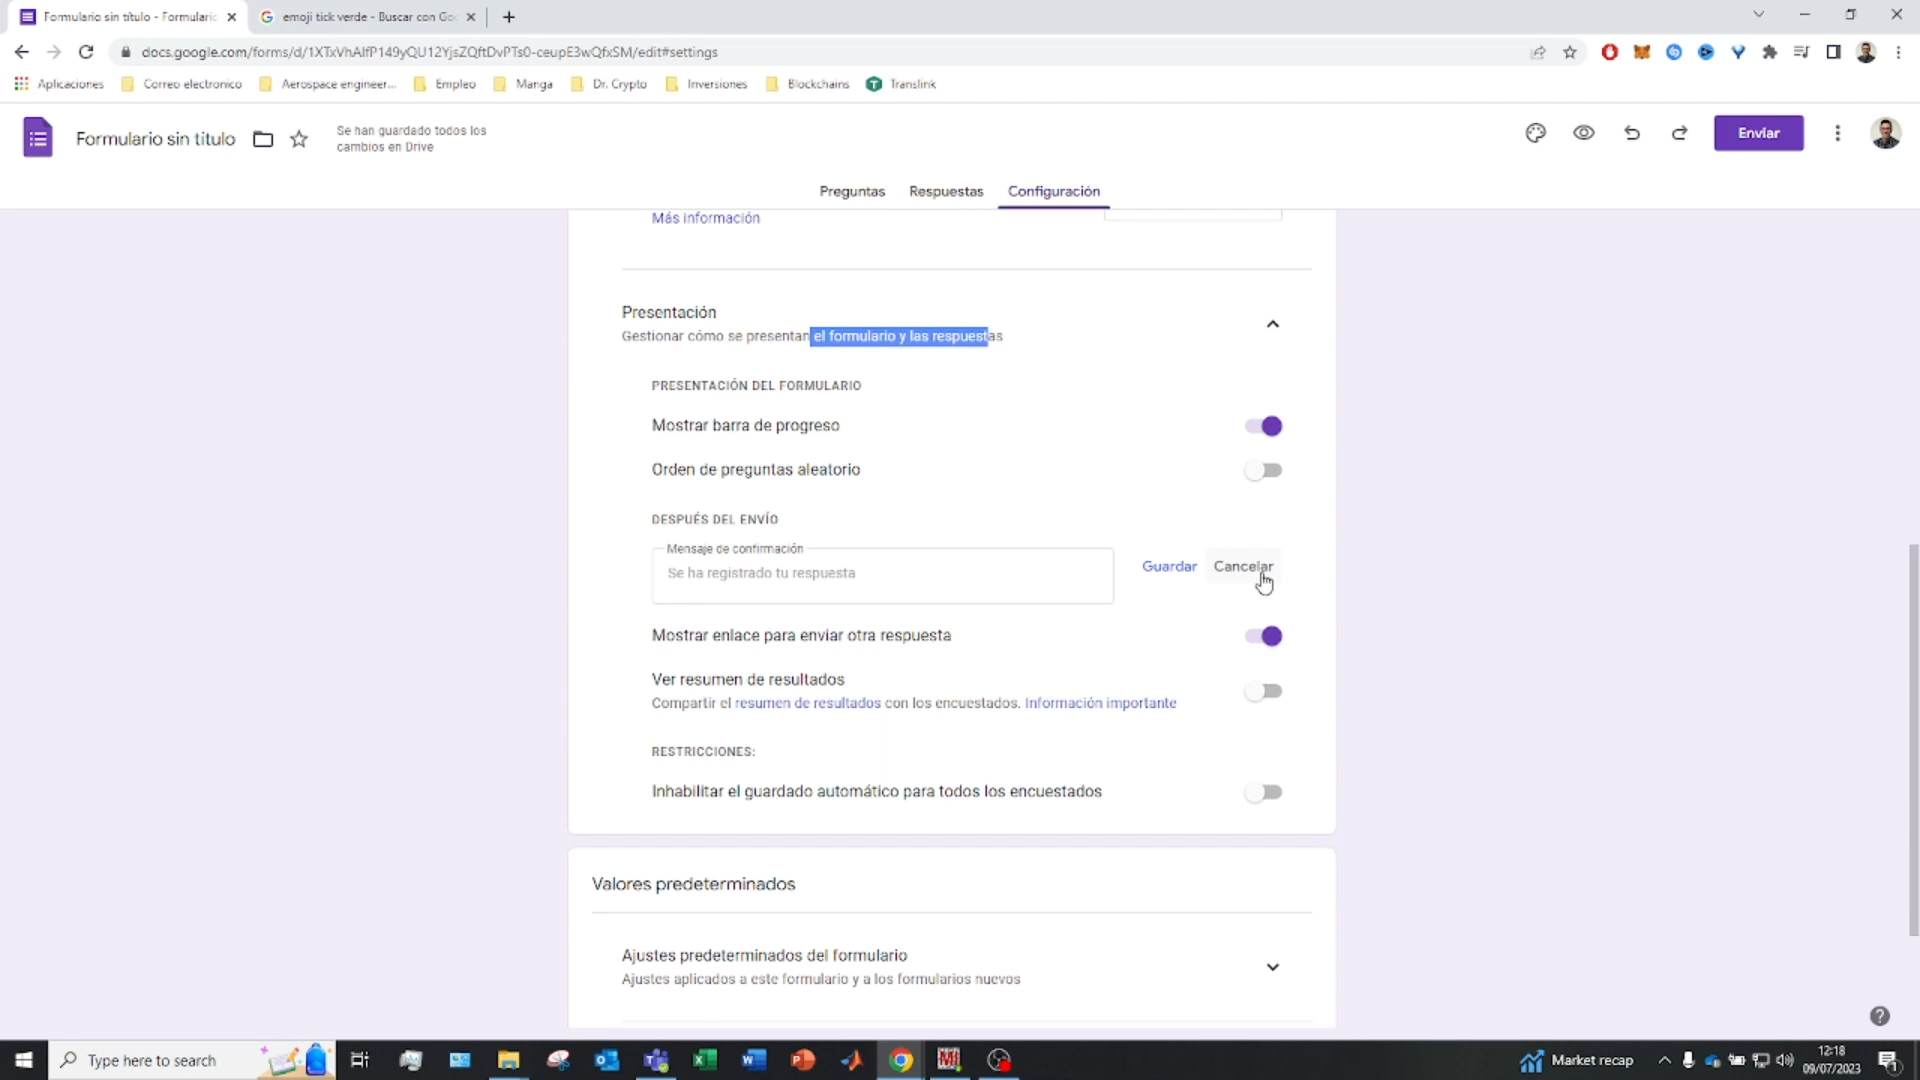 Formulario sin título - Formulario
emoji tick verde - Buscar con Go
docs.google.com/forms/d/1XTxVhAlfP149yQU12YjsZQftDvPTs0-ceupE3wQfxSM/edit#settings
Aplicaciones
Correo electronico
Aerospace engineer...
Empleo
Manga
Dr. Crypto
Inversiones
Blockchains
Translink
Formulario sin título
Se han guardado todos los
cambios en Drive
Enviar
Preguntas
Respuestas
Configuración
Más información
Presentación
Gestionar cómo se presentan el formulario y las respuestas
PRESENTACIÓN DEL FORMULARIO
Mostrar barra de progreso
Orden de preguntas aleatorio
DESPUÉS DEL ENVÍO
Mensaje de confirmación
Se ha registrado tu respuesta
Guardar
Cancelar
Mostrar enlace para enviar otra respuesta
Ver resumen de resultados
Compartir el resumen de resultados con los encuestados. Información importante
RESTRICCIONES:
Inhabilitar el guardado automático para todos los encuestados
Valores predeterminados
Ajustes predeterminados del formulario
Ajustes aplicados a este formulario y a los formularios nuevos
Type here to search
Market recap
12:18
09/07/2023